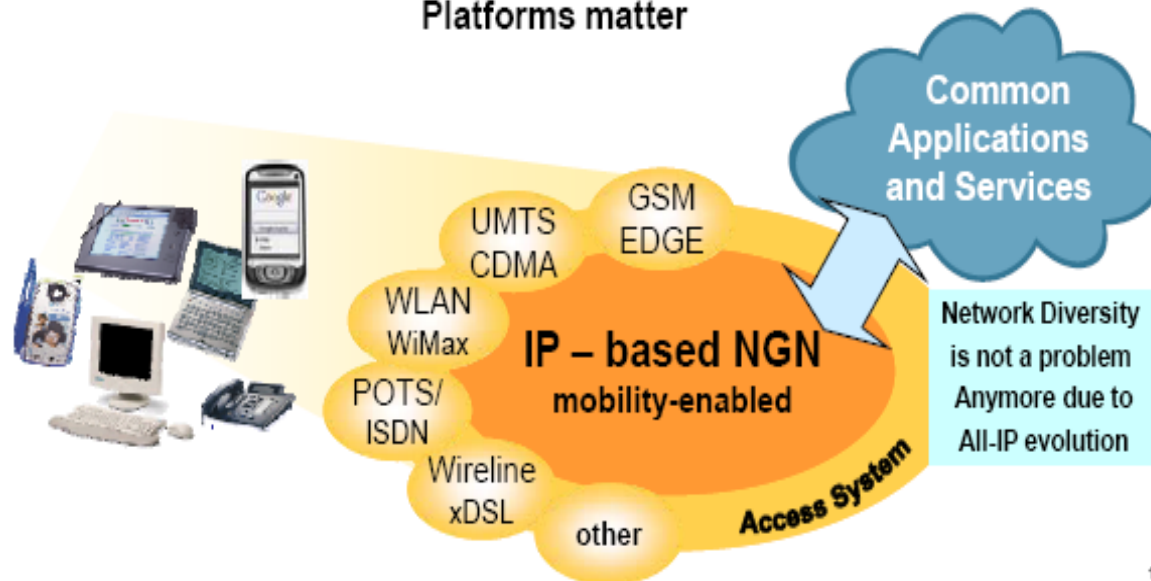 Platforms matter
Common
Applications
and Services
Google
GSM
EDGE
UMTS
CDMA
WLAN
WiMax
IP – based NGN
mobility-enabled
Network Diversity
is not a problem
Anymore due to
All-IP evolution
POTS/
ISDN
Wireline
xDSL
other
Access System